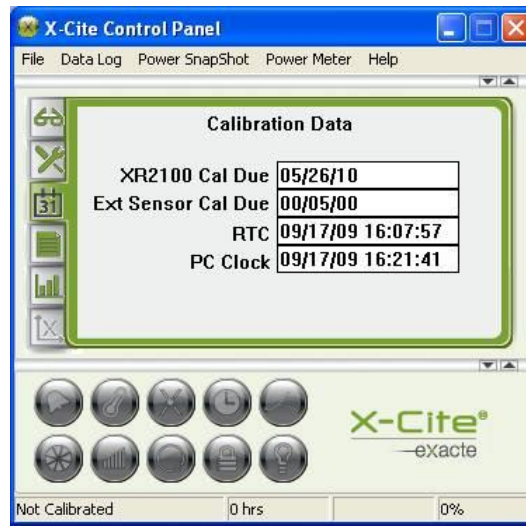 X-Cite Control Panel
File Data Log Power SnapShot Power Meter Help
Calibration Data
XR2100 Cal Due 05/26/10
Ext Sensor Cal Due 00/05/00
31
RTC 09/17/09 16:07:57
PC Clock 09/17/09 16:21:41
X-Cite®
exacte
Not Calibrated 0 hrs 0%